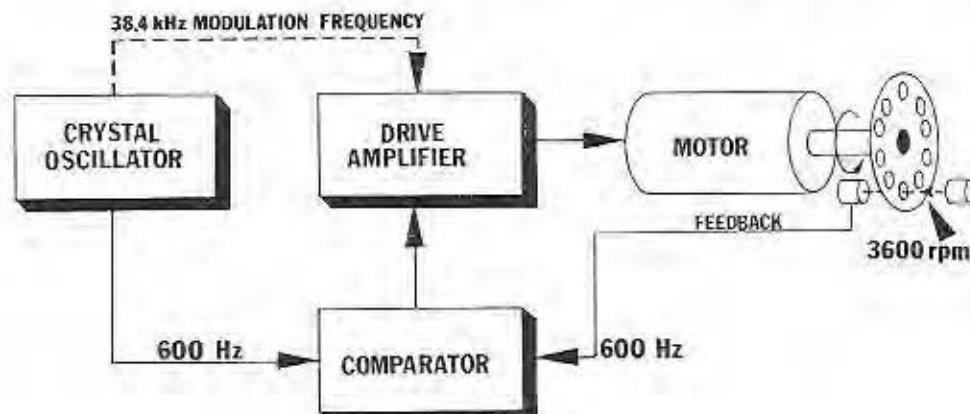 38.4 kHz MODULATION FREQUENCY
CRYSTAL
OSCILLATOR
DRIVE
AMPLIFIER
MOTOR
FEEDBACK
3600 rpm
600 Hz
COMPARATOR
600 Hz